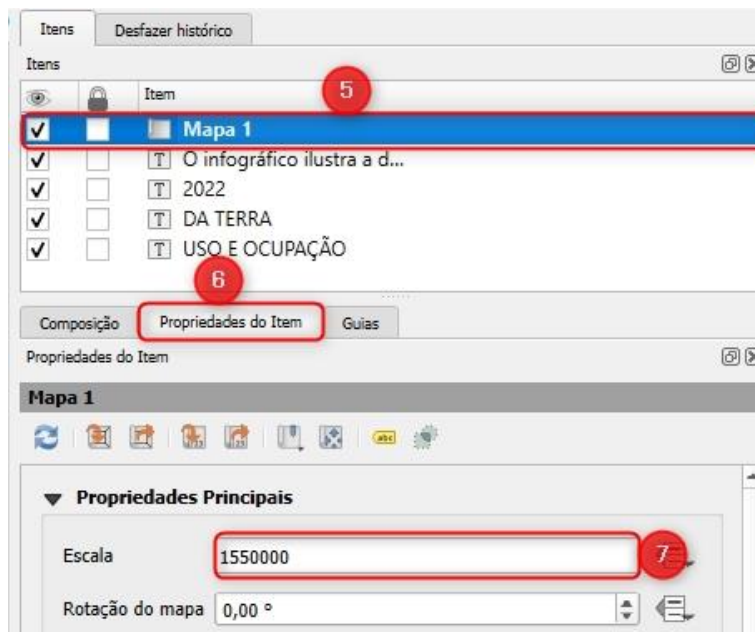 Itens Desfazer histórico
Itens
Item 5
Mapa 1
T O infográfico ilustra a d...
T 2022
T DA TERRA
T USO E OCUPAÇÃO
6
Composição Propriedades do Item Guias
Propriedades do Item
Mapa 1
abc
Propriedades Principais
Escala 1550000 7
Rotação do mapa 0,00 °